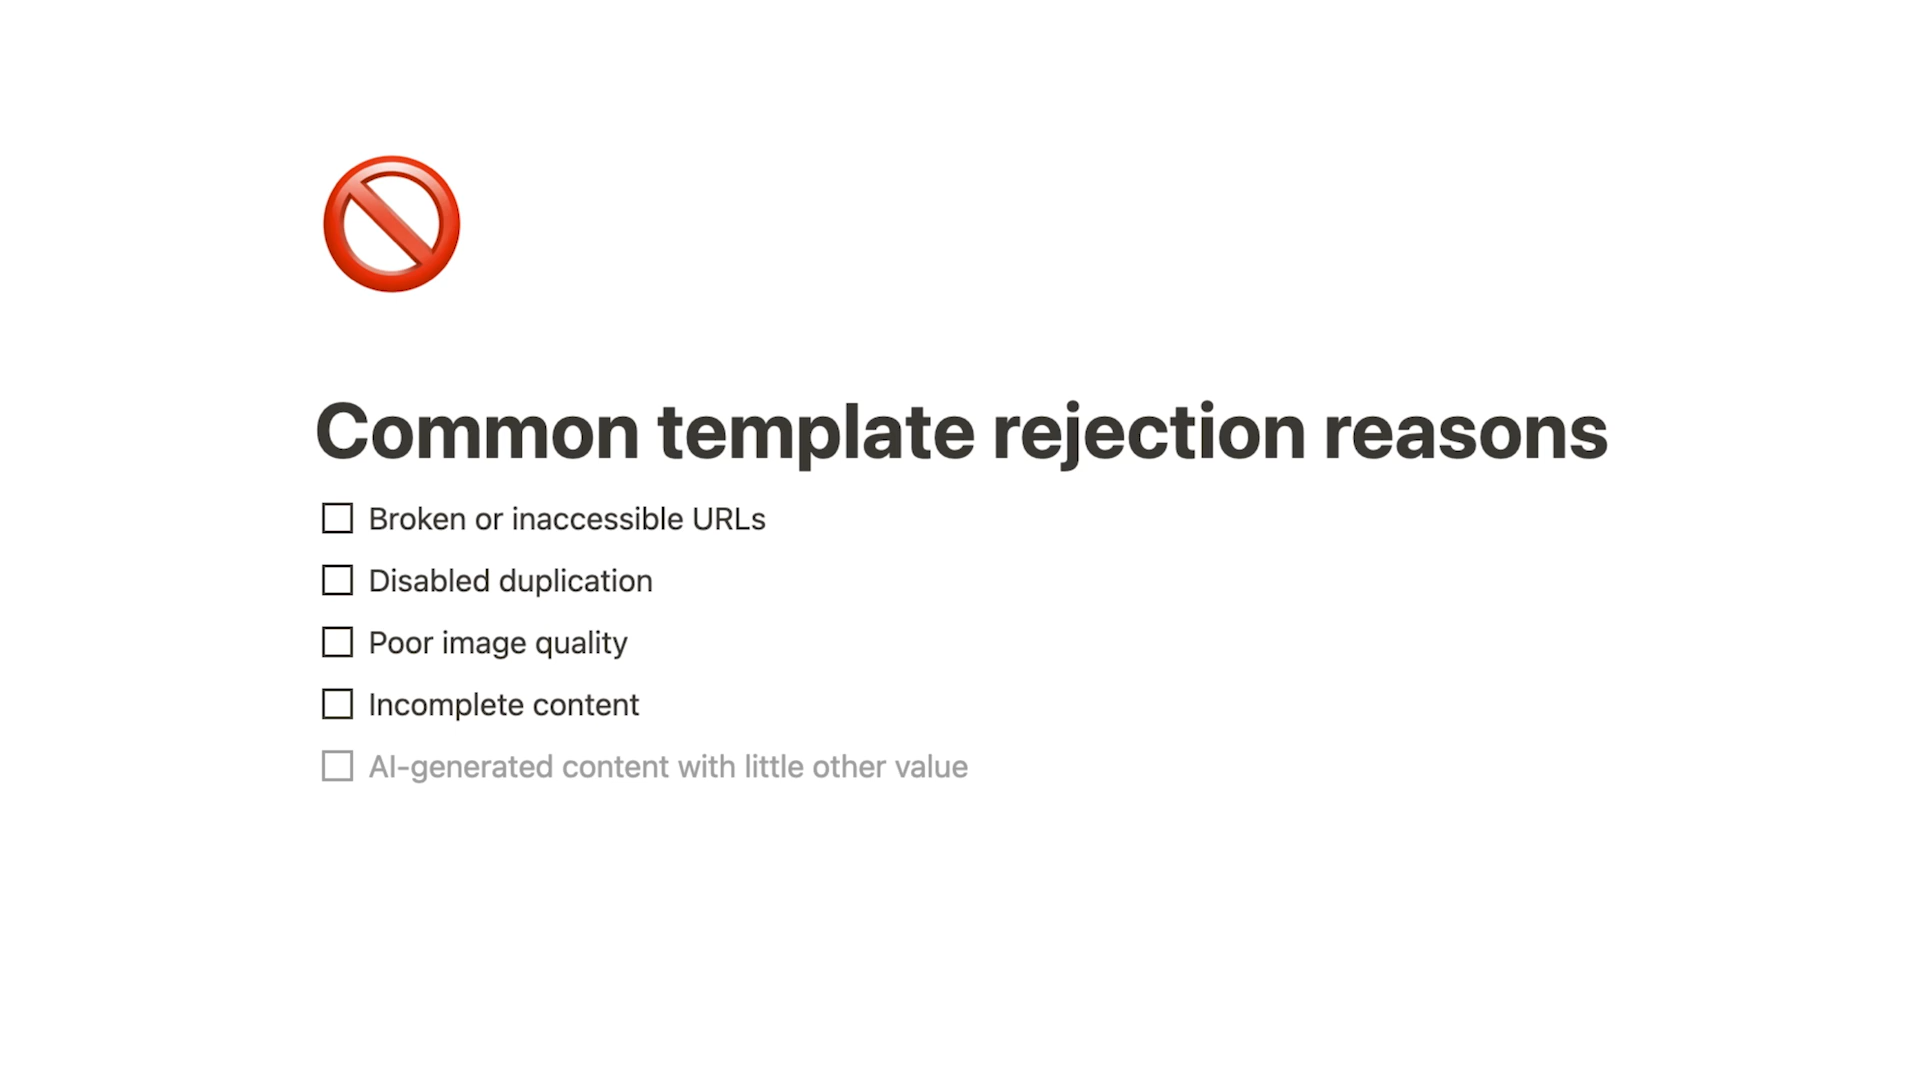 Common template rejection reasons
Broken or inaccessible URLs
Disabled duplication
Poor image quality
Incomplete content
AI-generated content with little other value